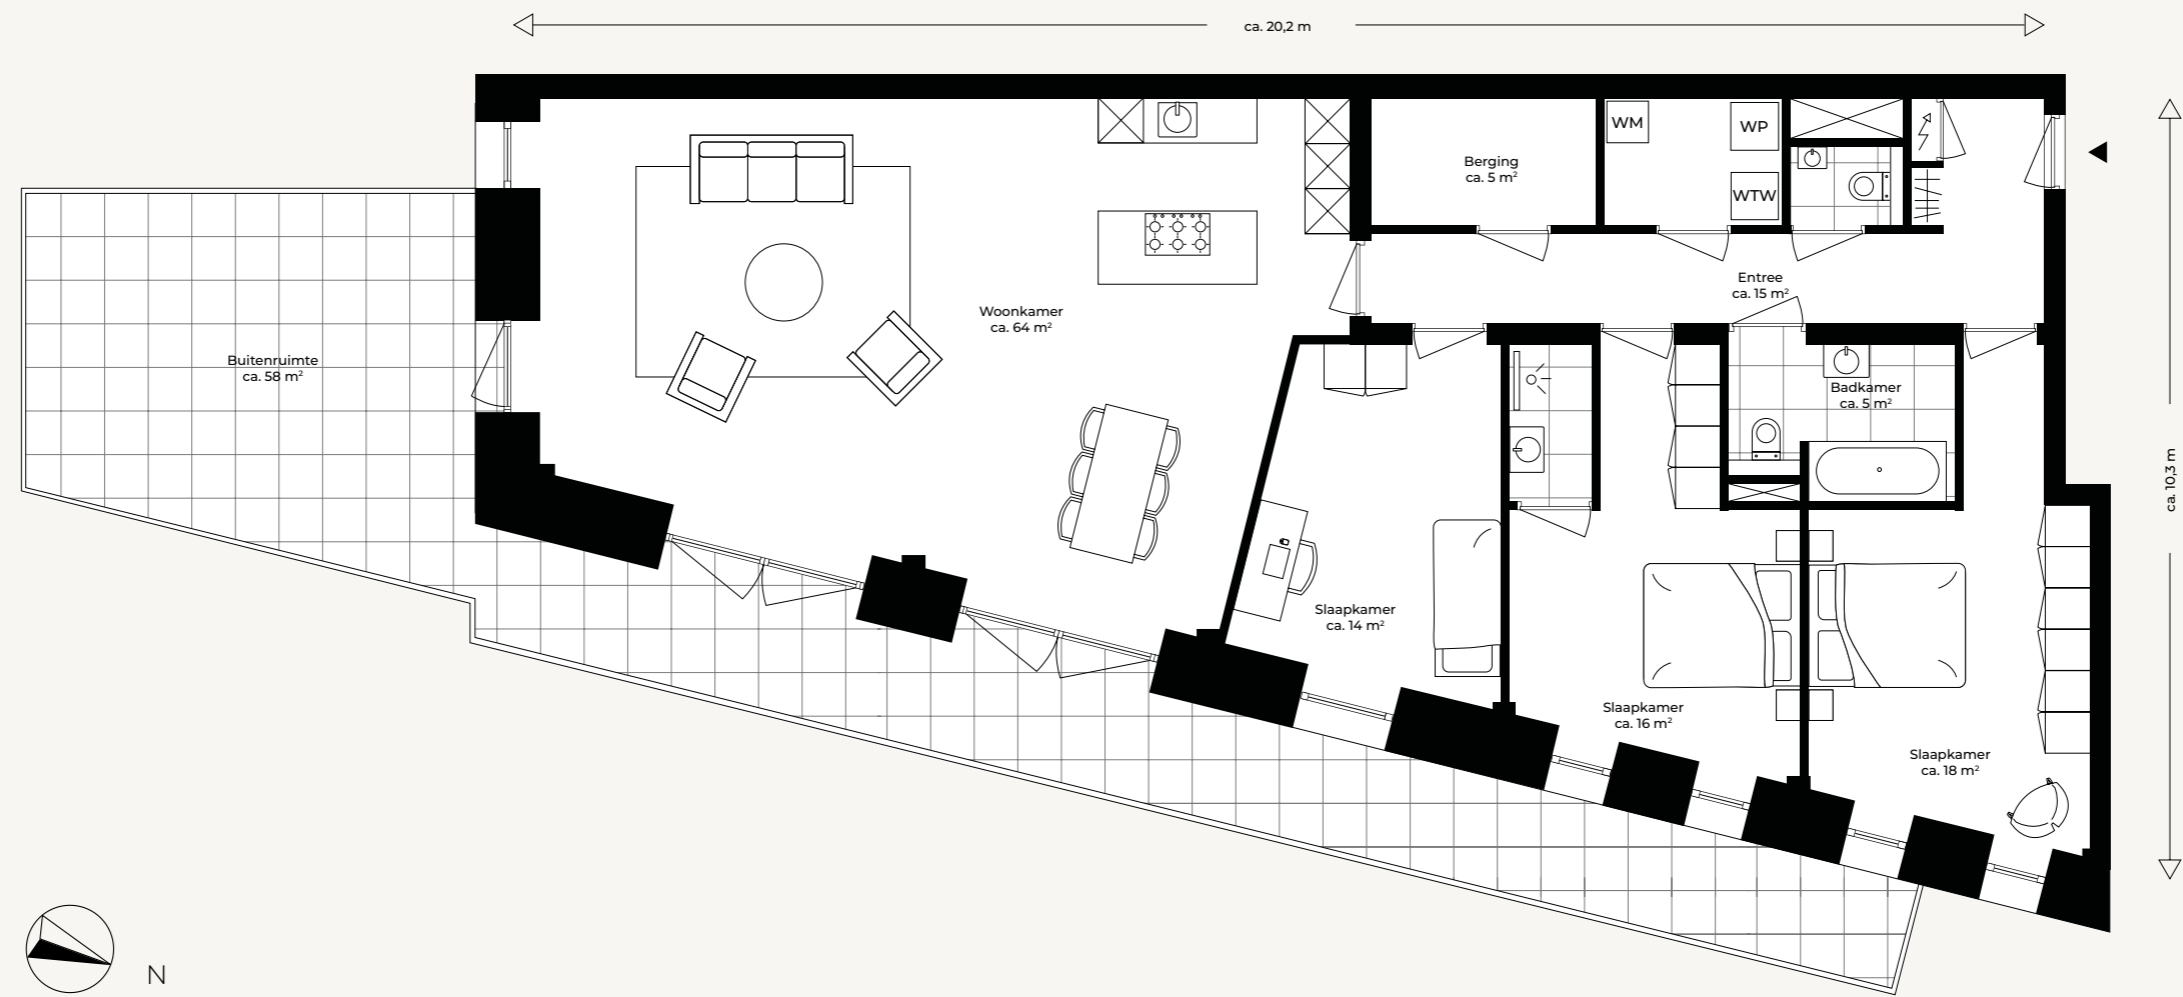 ca. 20,2 m
WM
WP
WTW
Berging
ca. 5 m²
Entree
ca. 15 m²
Woonkamer
ca. 64 m²
Buitenruimte
ca. 58 m²
Badkamer
ca. 5 m²
ca. 10,3 m
Slaapkamer
ca. 14 m²
Slaapkamer
ca. 16 m²
Slaapkamer
ca. 18 m²
N